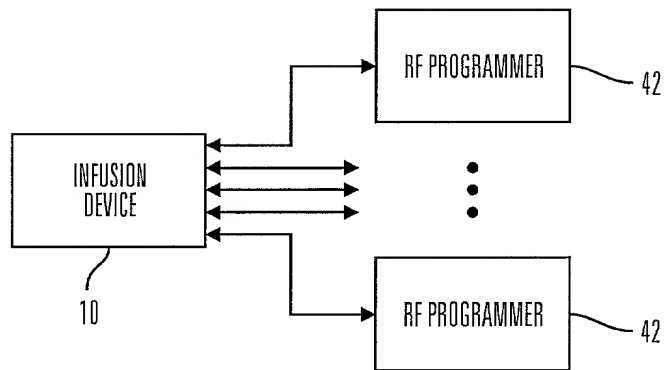 RF PROGRAMMER
42
INFUSION
DEVICE
10
RF PROGRAMMER
42